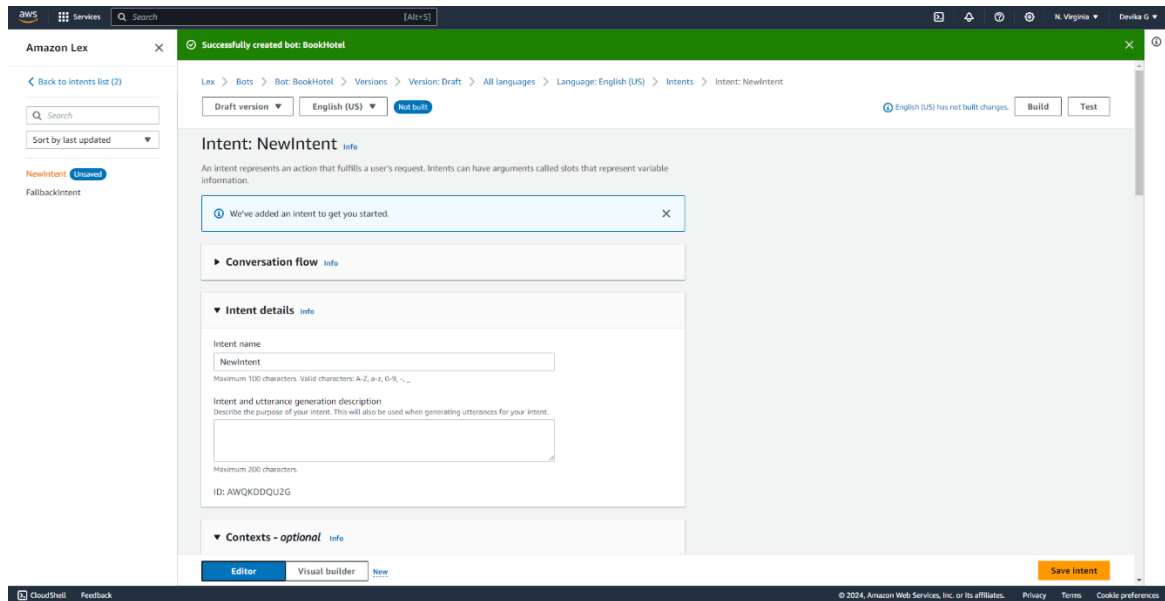 aws Services Search [Alt+S] N. Virginia ▼ Devika G ▼
Amazon Lex
Successfully created bot: BookHotel
Back to intents list (2)
Lex > Bots > Bot: BookHotel > Versions > Version: Draft > All languages > Language: English (US) > Intents > Intent: NewIntent
Search
Draft version ▼ English (US) ▼ Not built English (US) has not built changes. Build Test
Sort by last updated ▼
Intent: NewIntent Info
An intent represents an action that fulfills a user's request. Intents can have arguments called slots that represent variable
information.
NewIntent Unsaved
FallbackIntent
We've added an intent to get you started.
▶ Conversation flow Info
▼ Intent details Info
Intent name
NewIntent
Maximum 100 characters. Valid characters: A-Z, a-z, 0-9, -, _
Intent and utterance generation description
Describe the purpose of your intent. This will also be used when generating utterances for your intent.
Maximum 200 characters.
ID: AWQKDDQU2G
▼ Contexts - optional Info
Editor Visual builder New Save intent
CloudShell Feedback © 2024, Amazon Web Services, Inc. or its affiliates. Privacy Terms Cookie preferences